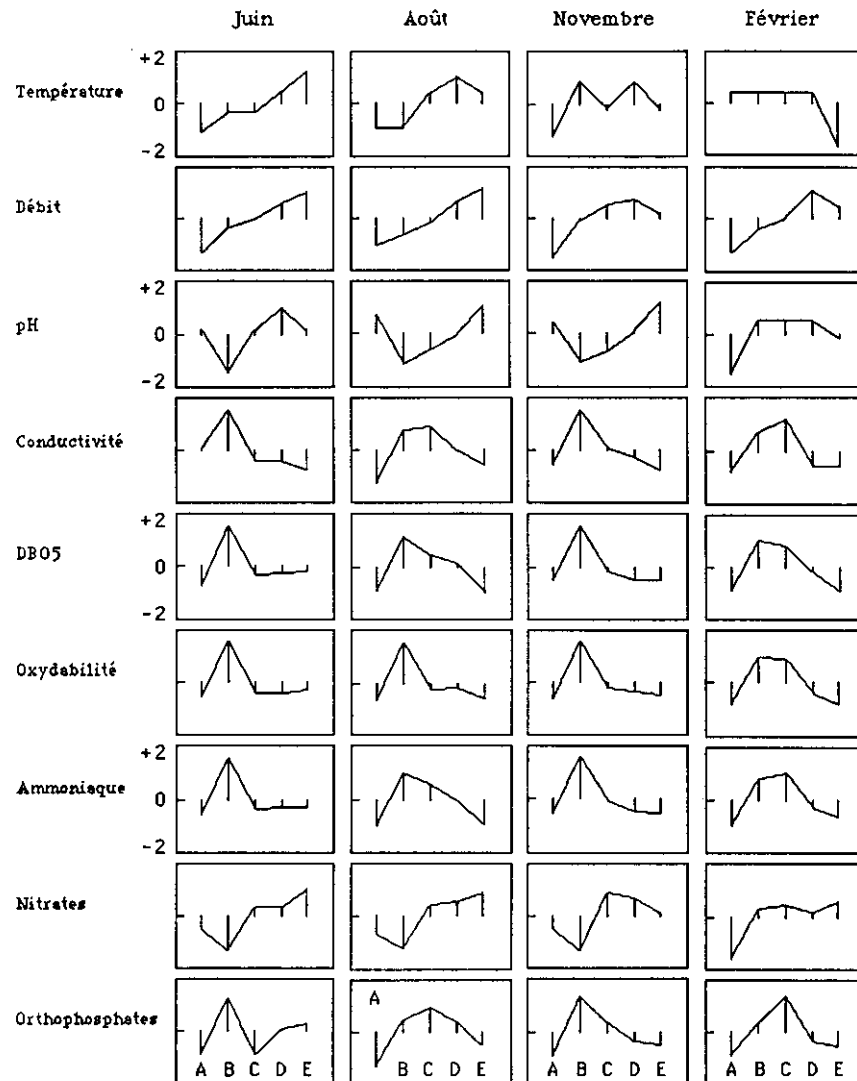 Juin Août Novembre Février
+2
Température 0
-2
Débit
+2
pH 0
-2
Conductivité
+2
DBO5 0
-2
Oxydabilité
+2
Ammoniaque 0
-2
Nitrates
A
Orthophosphates
A B C D E B C D E A B C D E A B C D E